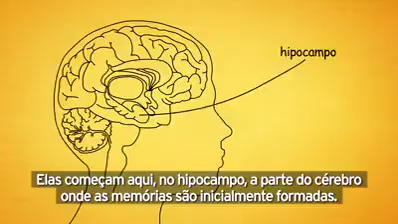 hipocampo
Elas começam aqui, no hipocampo, a parte do cérebro
onde as memórias são inicialmente formadas.